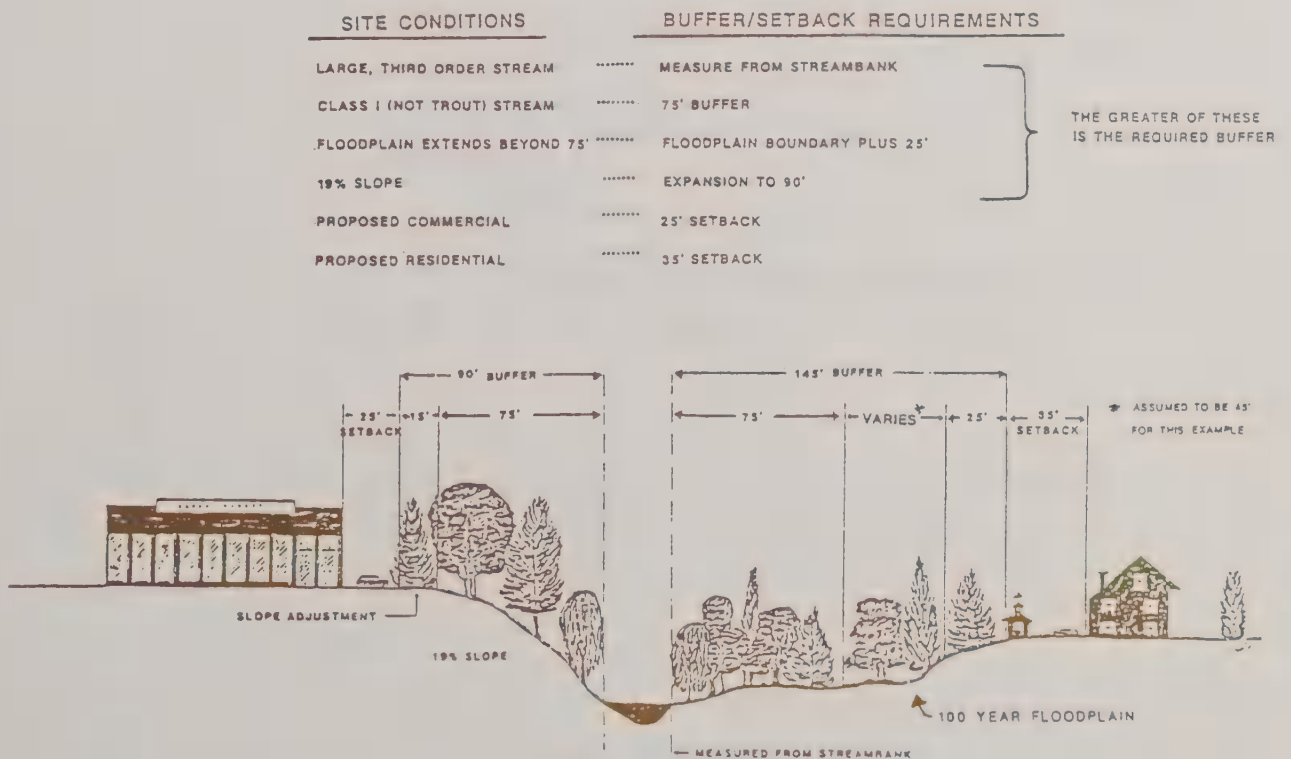 SITE CONDITIONS BUFFER/SETBACK REQUIREMENTS
LARGE, THIRD ORDER STREAM ........ MEASURE FROM STREAMBANK
CLASS I (NOT TROUT) STREAM ........ 75' BUFFER
FLOODPLAIN EXTENDS BEYOND 75' ........ FLOODPLAIN BOUNDARY PLUS 25'
19% SLOPE ........ EXPANSION TO 90'
PROPOSED COMMERCIAL ........ 25' SETBACK
PROPOSED RESIDENTIAL ........ 35' SETBACK
THE GREATER OF THESE
IS THE REQUIRED BUFFER
90' BUFFER 145' BUFFER
25' 15' 75' 75' VARIES* 25' 35'
SETBACK SETBACK
* ASSUMED TO BE 45'
FOR THIS EXAMPLE
SLOPE ADJUSTMENT
19% SLOPE
100 YEAR FLOODPLAIN
MEASURED FROM STREAMBANK